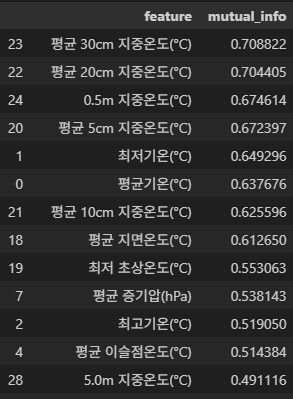 feature mutual_info
23 평균 30cm 지중온도(°C) 0.708822
22 평균 20cm 지중온도(°C) 0.704405
24 0.5m 지중온도(°C) 0.674614
20 평균 5cm 지중온도(°C) 0.672397
1 최저기온(°C) 0.649296
0 평균기온(°C) 0.637676
21 평균 10cm 지중온도(°C) 0.625596
18 평균 지면온도(°C) 0.612650
19 최저 초상온도(°C) 0.553063
7 평균 증기압(hPa) 0.538143
2 최고기온(°C) 0.519050
4 평균 이슬점온도(°C) 0.514384
28 5.0m 지중온도(°C) 0.491116